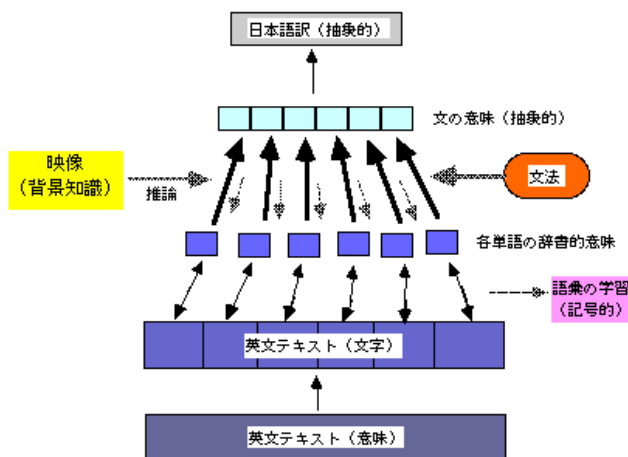 日本語訳（抽象的）
文の意味（抽象的）
映像
（背景知識）
推論
文法
各単語の辞書的意味
語彙の学習
（記号的）
英文テキスト（文字）
英文テキスト（意味）